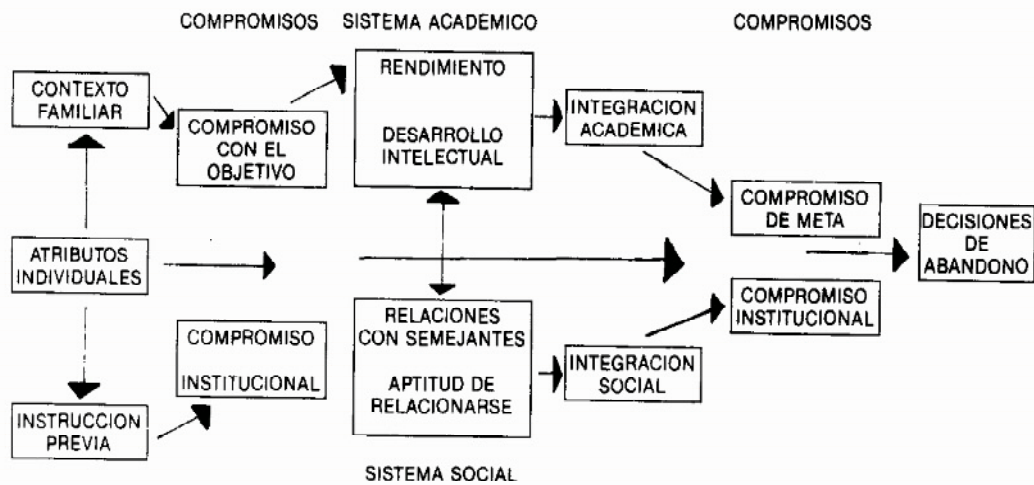 COMPROMISOS
SISTEMA ACADEMICO
COMPROMISOS
CONTEXTO
FAMILIAR
COMPROMISO
CON EL
OBJETIVO
RENDIMIENTO
DESARROLLO
INTELECTUAL
INTEGRACION
ACADEMICA
COMPROMISO
DE META
DECISIONES
DE
ABANDONO
ATRIBUTOS
INDIVIDUALES
COMPROMISO
INSTITUCIONAL
RELACIONES
CON SEMEJANTES
APTITUD DE
RELACIONARSE
INTEGRACION
SOCIAL
COMPROMISO
INSTITUCIONAL
INSTRUCCION
PREVIA
SISTEMA SOCIAL